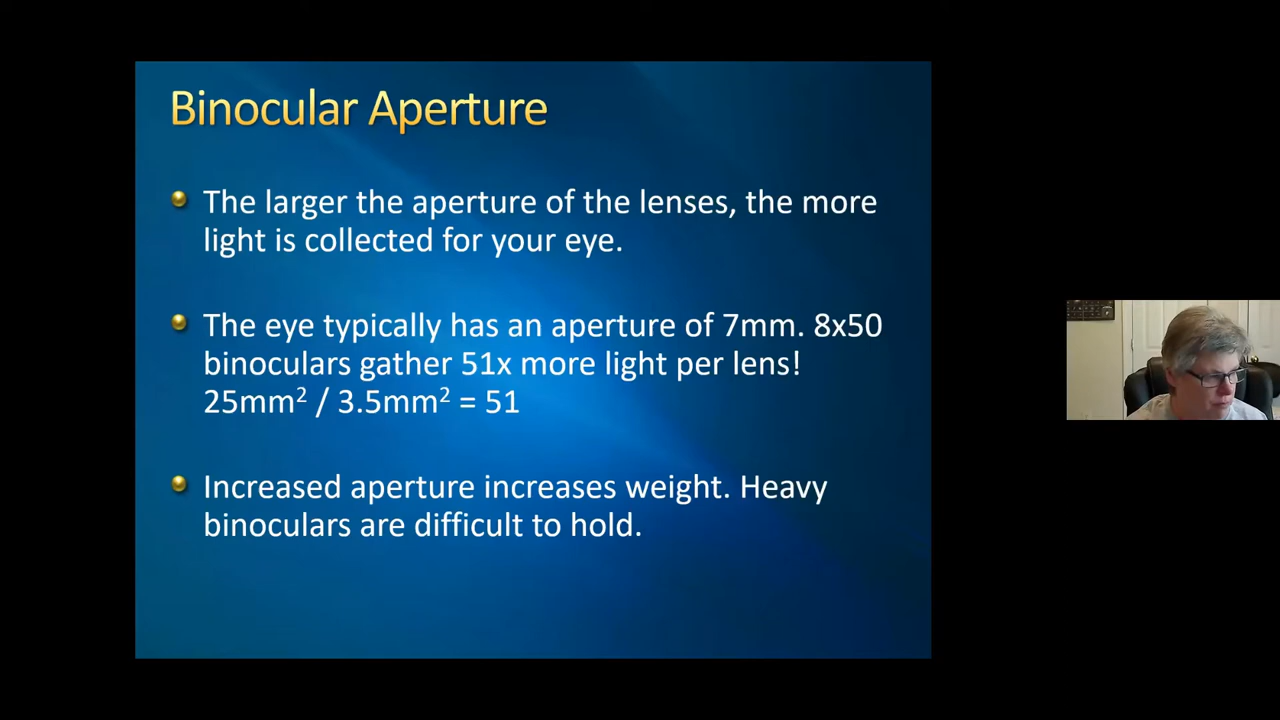 Binocular Aperture
The larger the aperture of the lenses, the more
light is collected for your eye.
The eye typically has an aperture of 7mm. 8x50
binoculars gather 51x more light per lens!
25mm² / 3.5mm² = 51
Increased aperture increases weight. Heavy
binoculars are difficult to hold.